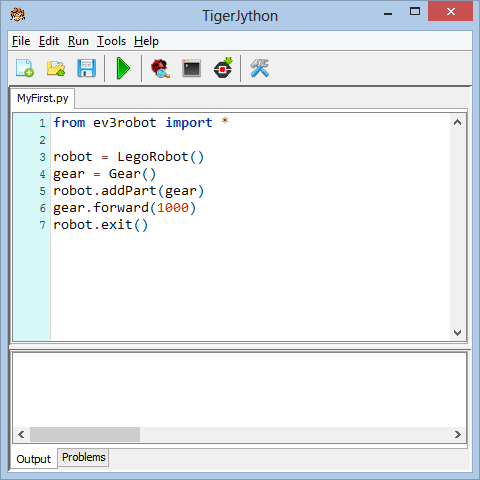 TigerJython
File Edit Run Tools Help
MyFirst.py
1 from ev3robot import *
2
3 robot = LegoRobot()
4 gear = Gear()
5 robot.addPart(gear)
6 gear.forward(1000)
7 robot.exit()
Output Problems